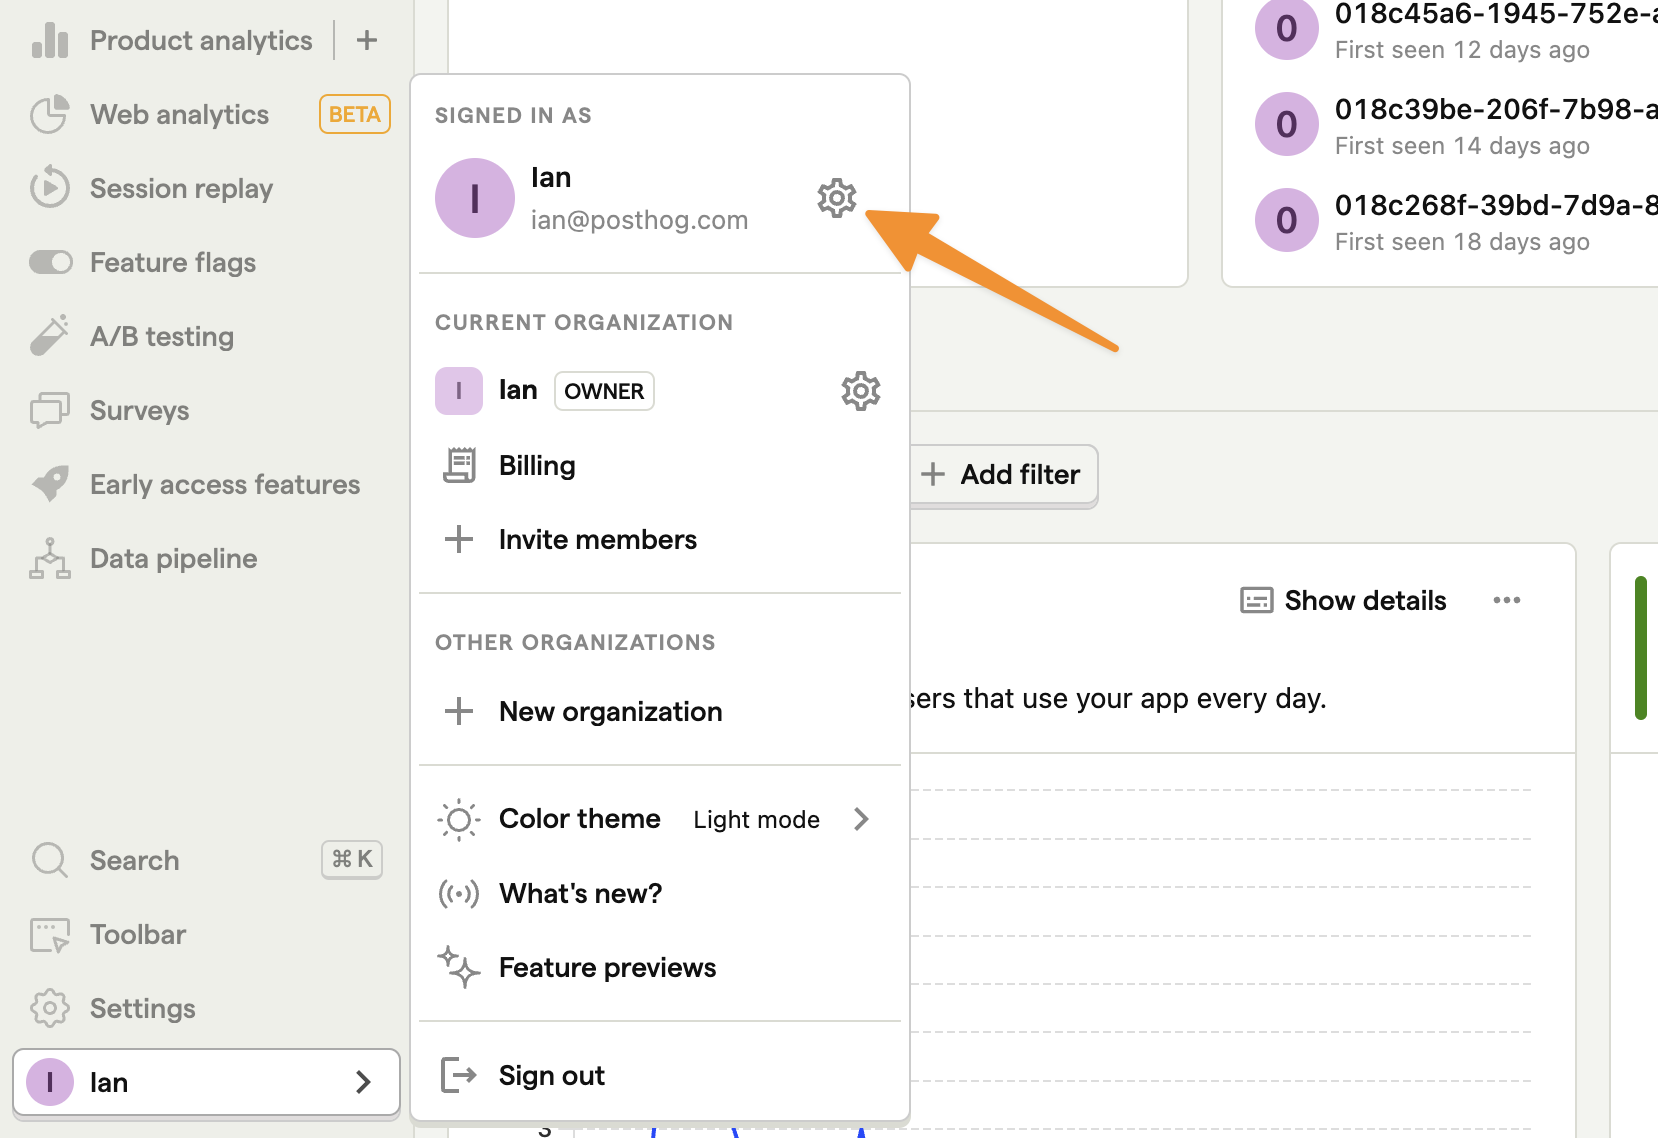 Product analytics +
Web analytics BETA
Session replay
Feature flags
A/B testing
Surveys
Early access features
Data pipeline
Search ⌘ K
Toolbar
Settings
I Ian
SIGNED IN AS
I Ian
ian@posthog.com
CURRENT ORGANIZATION
I Ian OWNER
Billing
Invite members
OTHER ORGANIZATIONS
New organization
Color theme Light mode
What's new?
Feature previews
Sign out
0 018c45a6-1945-752e-a
First seen 12 days ago
0 018c39be-206f-7b98-a
First seen 14 days ago
0 018c268f-39bd-7d9a-8
First seen 18 days ago
+ Add filter
Show details
sers that use your app every day.
3